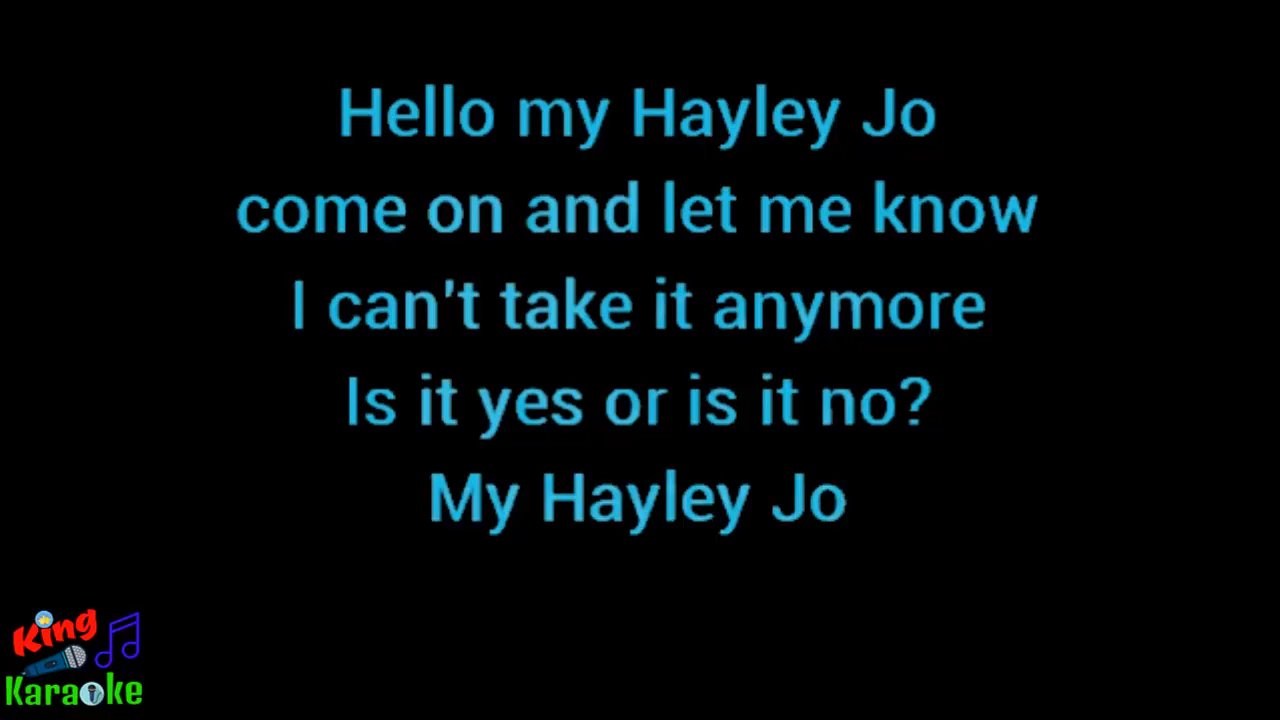 Hello my Hayley Jo
come on and let me know
I can't take it anymore
Is it yes or is it no?
My Hayley Jo
King
Karaoke